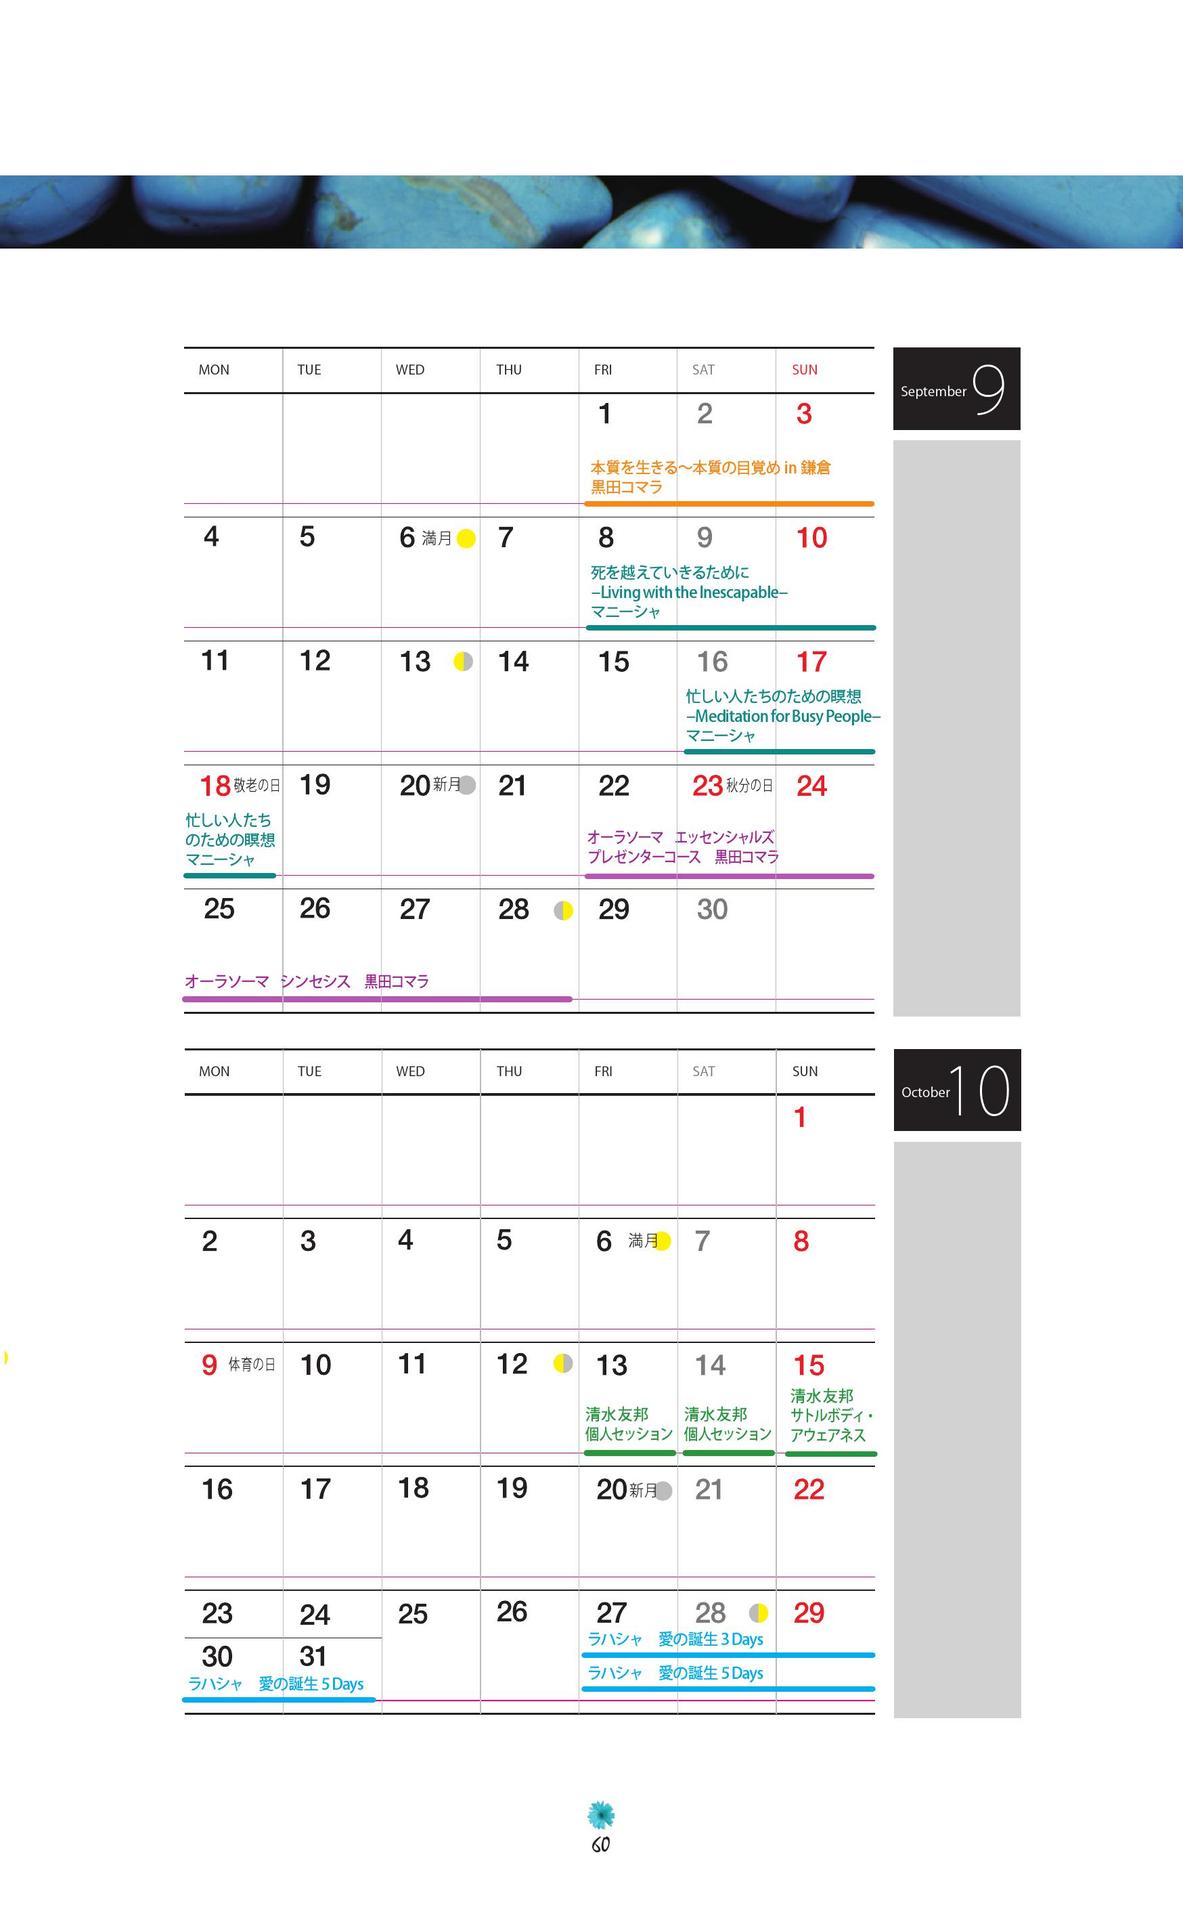 MON TUE WED THU FRI SAT SUN
September 9
1 2 3
本質を生きる～本質の目覚め in 鎌倉
黒田コマラ
4 5 6 満月 7 8 9 10
死を越えていきるために
–Living with the Inescapable–
マニーシャ
11 12 13 14 15 16 17
忙しい人たちのための瞑想
–Meditation for Busy People–
マニーシャ
18 敬老の日 19 20 新月 21 22 23 秋分の日 24
忙しい人たち
のための瞑想
マニーシャ
オーラソーマ エッセンシャルズ
プレゼンターコース 黒田コマラ
25 26 27 28 29 30
オーラソーマ シンセシス 黒田コマラ
MON TUE WED THU FRI SAT SUN
October 10
1
2 3 4 5 6 満月 7 8
9 体育の日 10 11 12 13 14 15
清水友邦
個人セッション
清水友邦
個人セッション
清水友邦
サトルボディ・
アウェアネス
16 17 18 19 20 新月 21 22
23 24 25 26 27 28 29
ラハシャ 愛の誕生 3 Days
ラハシャ 愛の誕生 5 Days
30 31
ラハシャ 愛の誕生 5 Days
60